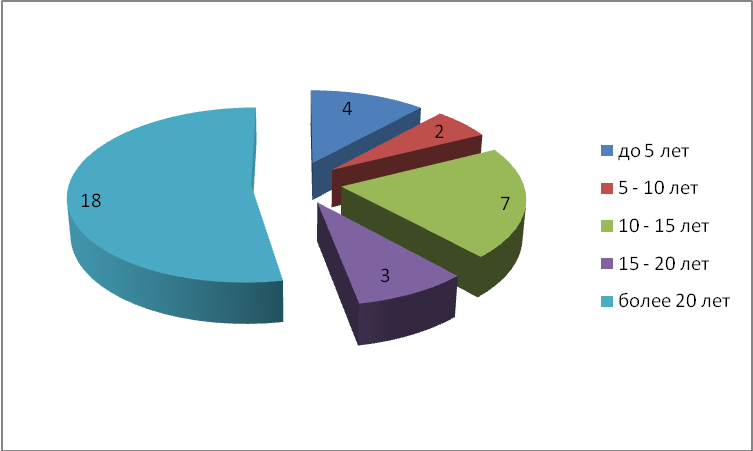 4
2
7
3
18
до 5 лет
5 - 10 лет
10 - 15 лет
15 - 20 лет
более 20 лет